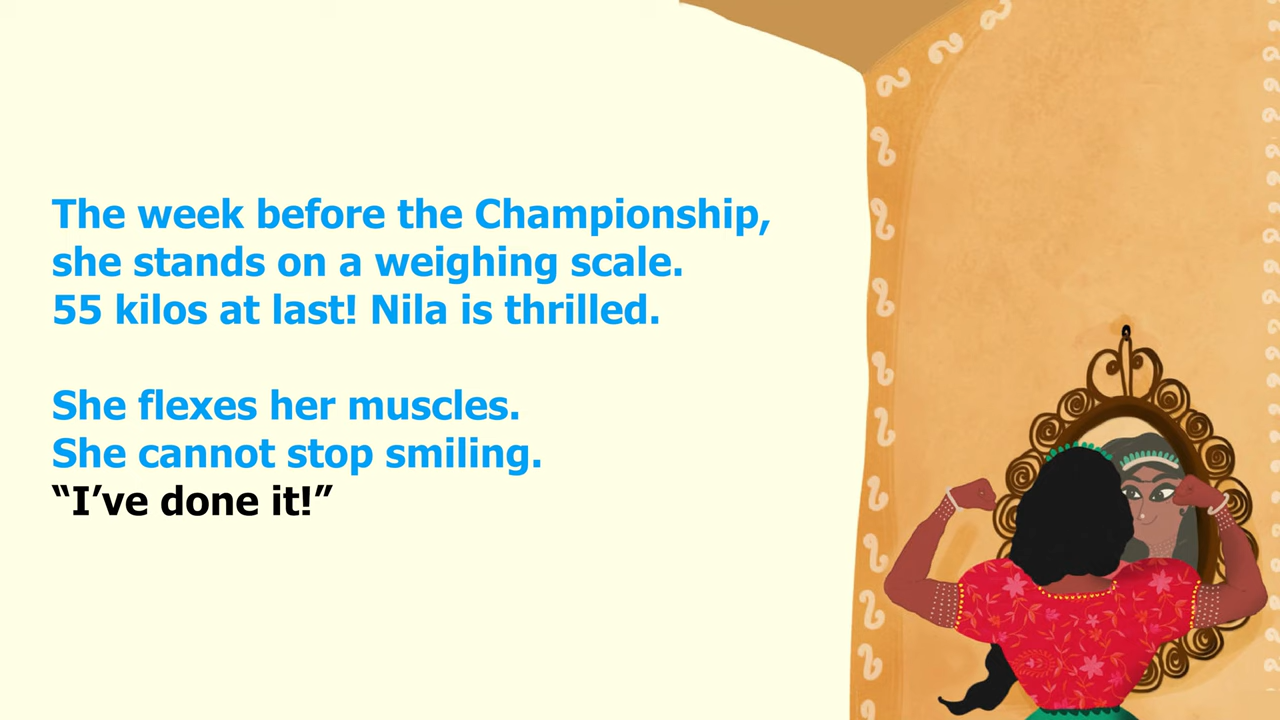 The week before the Championship,
she stands on a weighing scale.
55 kilos at last! Nila is thrilled.
She flexes her muscles.
She cannot stop smiling.
“I’ve done it!”